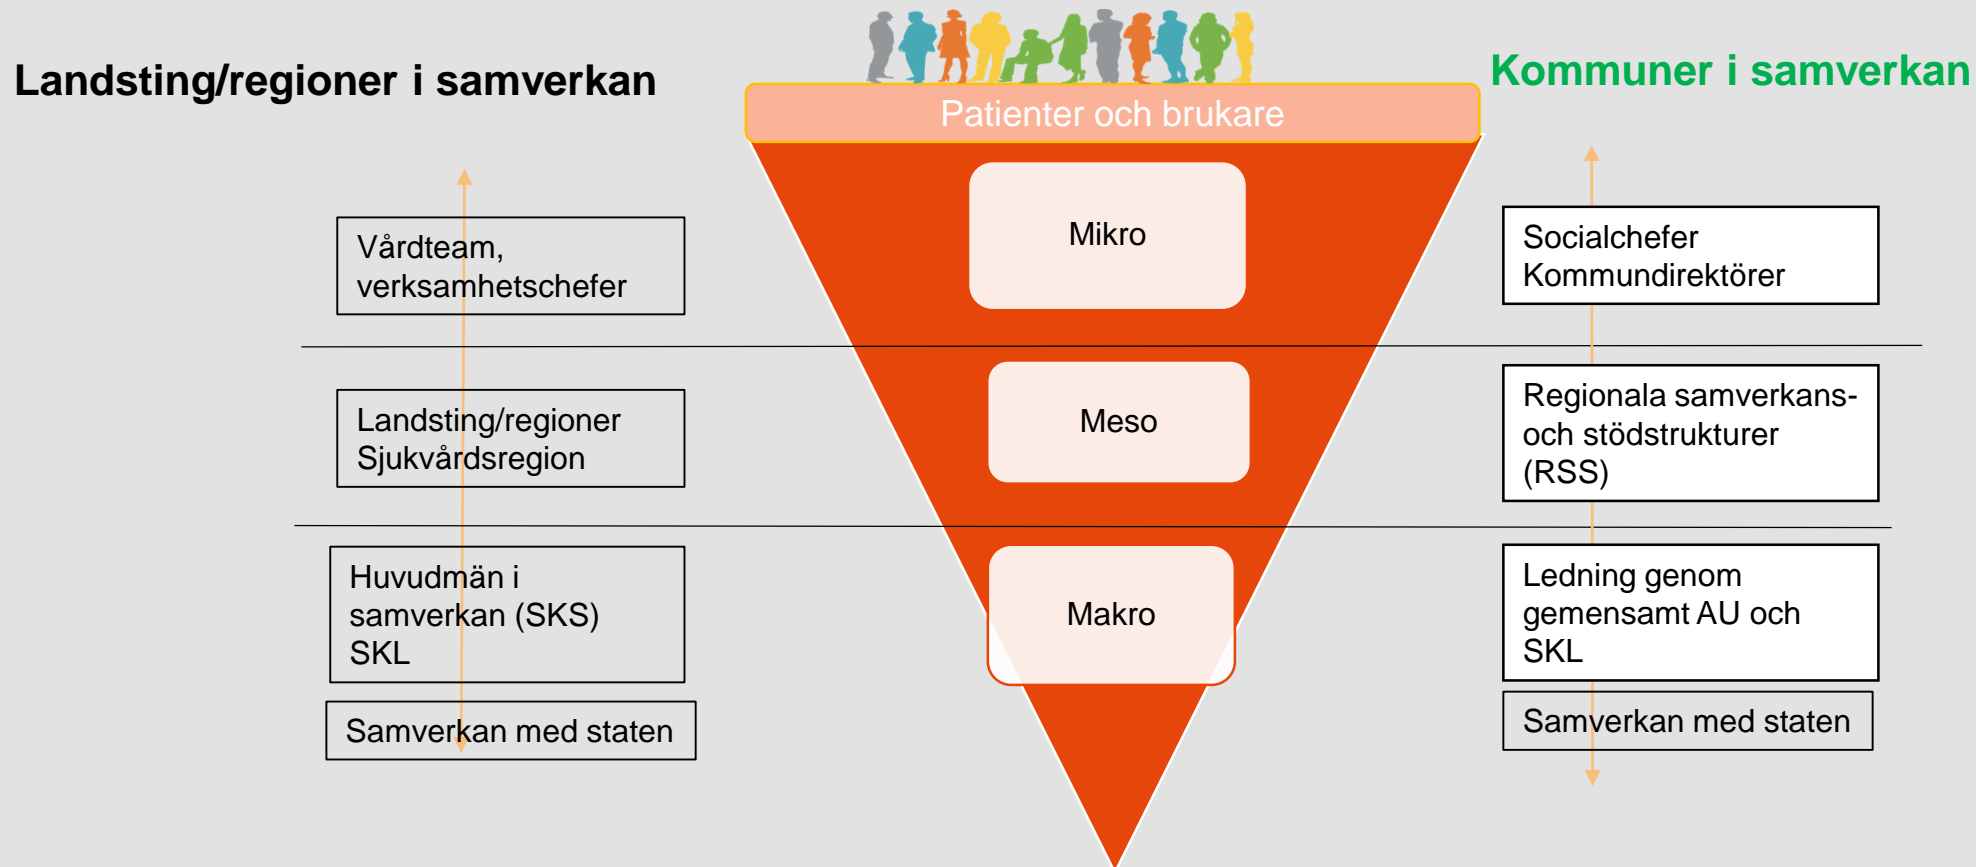 Landsting/regioner i samverkan
Patienter och brukare
Kommuner i samverkan
Vårdteam,
verksamhetschefer
Mikro
Socialchefer
Kommundirektörer
Landsting/regioner
Sjukvårdsregion
Meso
Regionala samverkans-
och stödstrukturer
(RSS)
Huvudmän i
samverkan (SKS)
SKL
Makro
Ledning genom
gemensamt AU och
SKL
Samverkan med staten
Samverkan med staten